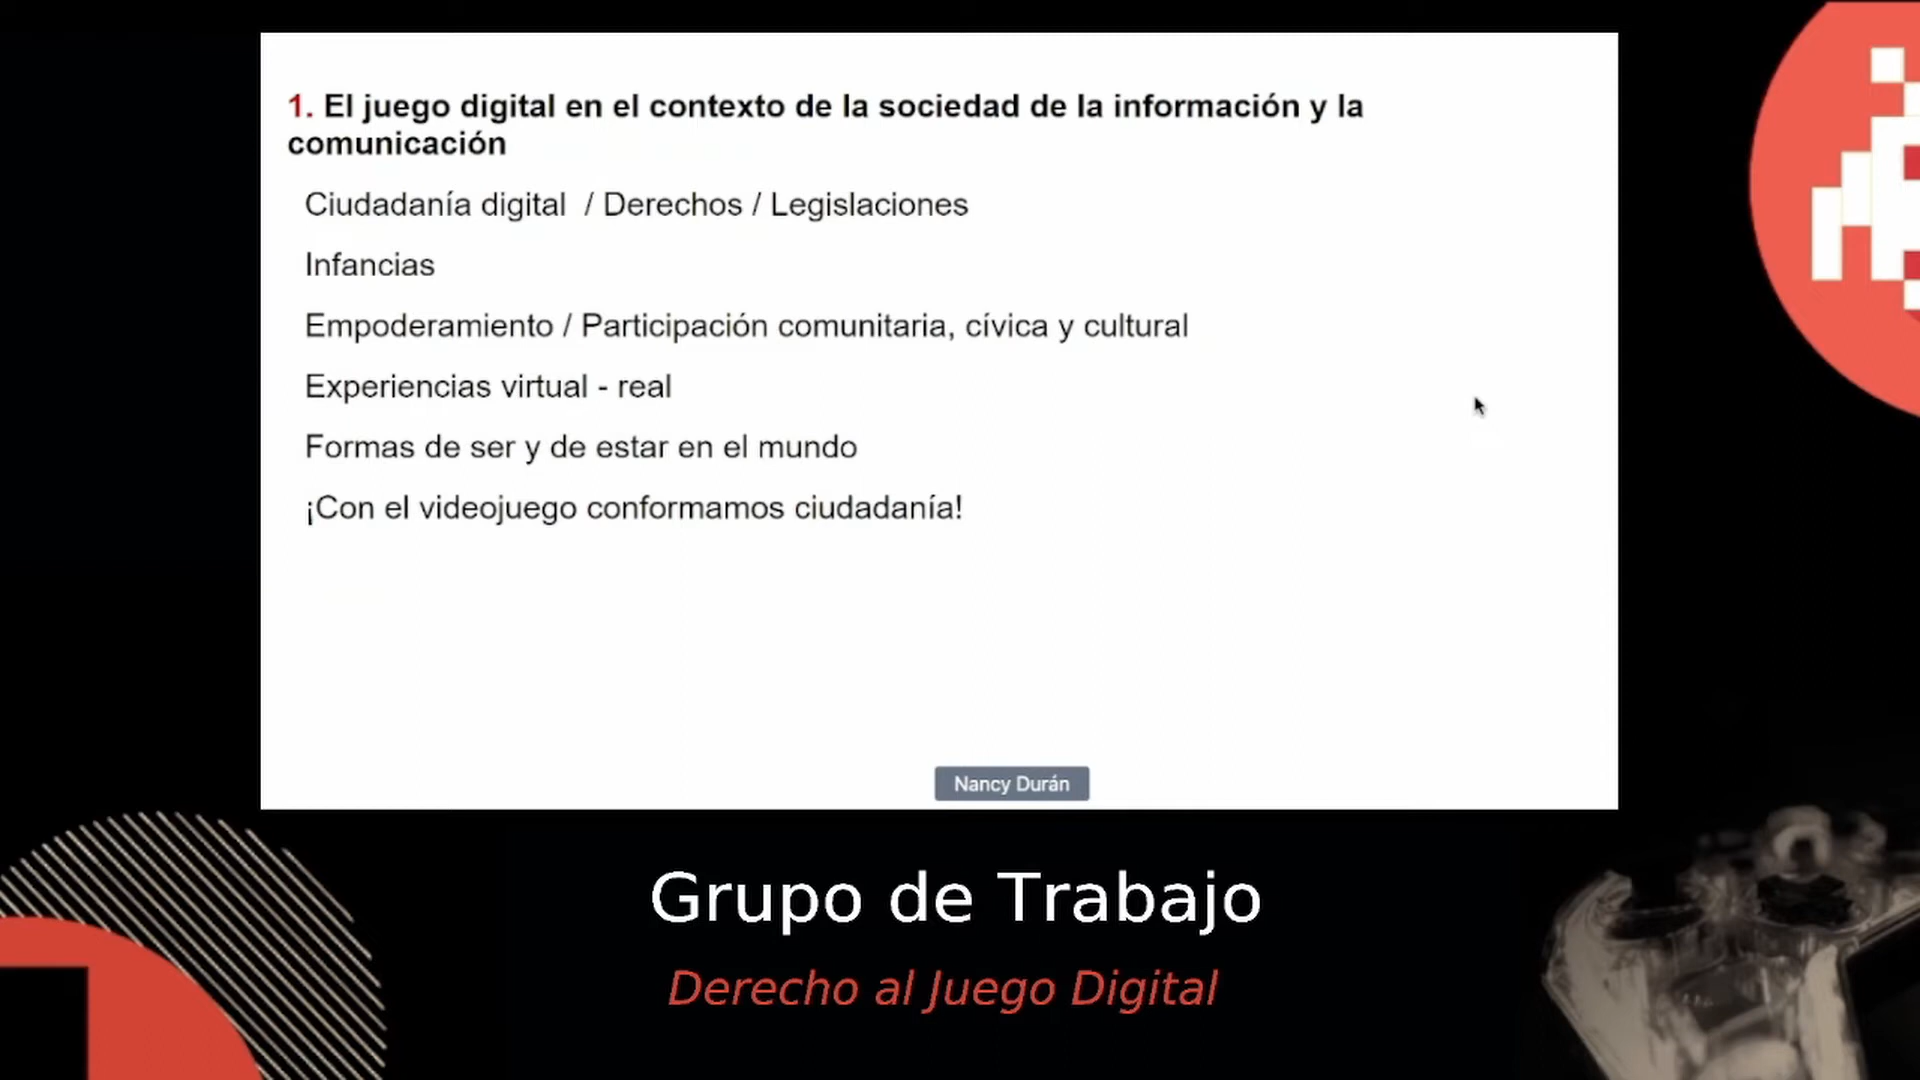 1. El juego digital en el contexto de la sociedad de la información y la
comunicación
Ciudadanía digital / Derechos / Legislaciones
Infancias
Empoderamiento / Participación comunitaria, cívica y cultural
Experiencias virtual - real
Formas de ser y de estar en el mundo
¡Con el videojuego conformamos ciudadanía!
Nancy Durán
Grupo de Trabajo
Derecho al Juego Digital